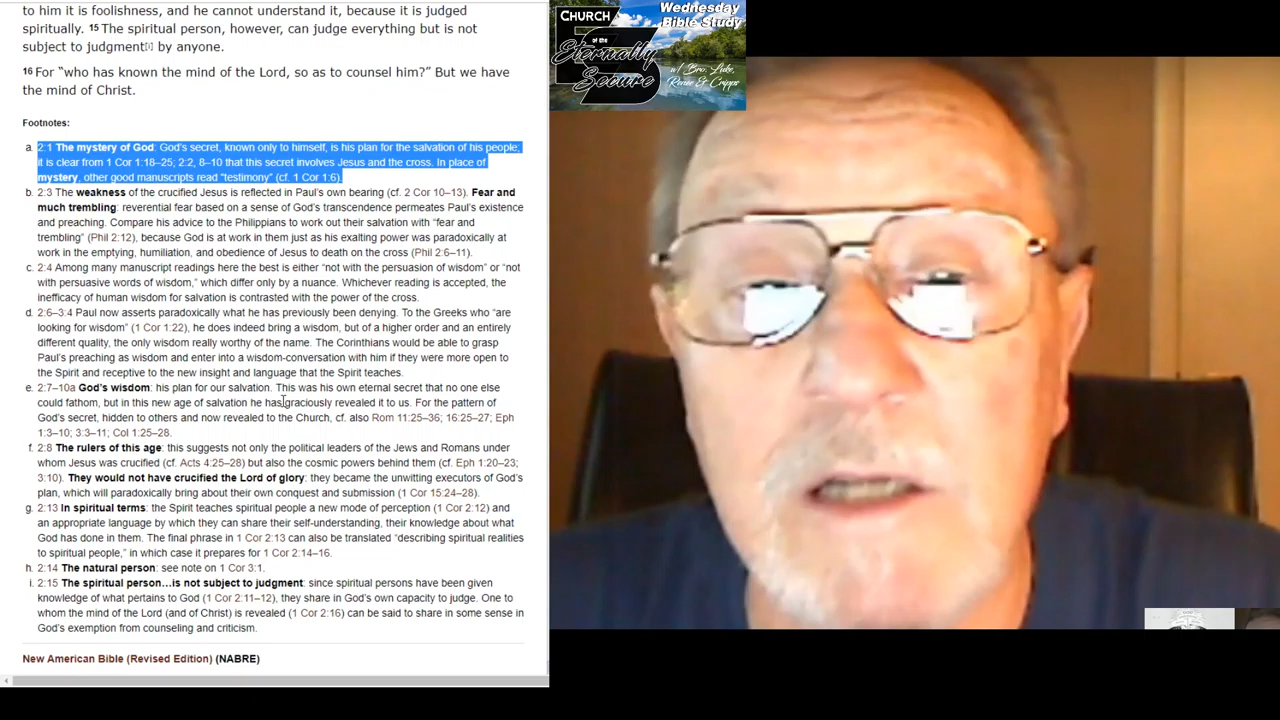 to him it is foolishness, and he cannot understand it, because it is judged
spiritually. 15 The spiritual person, however, can judge everything but is not
subject to judgment[i] by anyone.
16 For “who has known the mind of the Lord, so as to counsel him?” But we have
the mind of Christ.
Footnotes:
a. 2:1 The mystery of God: God’s secret, known only to himself, is his plan for the salvation of his people;
it is clear from 1 Cor 1:18–25; 2:2, 8–10 that this secret involves Jesus and the cross. In place of
mystery, other good manuscripts read “testimony” (cf. 1 Cor 1:6).
b. 2:3 The weakness of the crucified Jesus is reflected in Paul’s own bearing (cf. 2 Cor 10–13). Fear and
much trembling: reverential fear based on a sense of God’s transcendence permeates Paul’s existence
and preaching. Compare his advice to the Philippians to work out their salvation with “fear and
trembling” (Phil 2:12), because God is at work in them just as his exalting power was paradoxically at
work in the emptying, humiliation, and obedience of Jesus to death on the cross (Phil 2:6–11).
c. 2:4 Among many manuscript readings here the best is either “not with the persuasion of wisdom” or “not
with persuasive words of wisdom,” which differ only by a nuance. Whichever reading is accepted, the
inefficacy of human wisdom for salvation is contrasted with the power of the cross.
d. 2:6–3:4 Paul now asserts paradoxically what he has previously been denying. To the Greeks who “are
looking for wisdom” (1 Cor 1:22), he does indeed bring a wisdom, but of a higher order and an entirely
different quality, the only wisdom really worthy of the name. The Corinthians would be able to grasp
Paul’s preaching as wisdom and enter into a wisdom-conversation with him if they were more open to
the Spirit and receptive to the new insight and language that the Spirit teaches.
e. 2:7–10a God’s wisdom: his plan for our salvation. This was his own eternal secret that no one else
could fathom, but in this new age of salvation he has graciously revealed it to us. For the pattern of
God’s secret, hidden to others and now revealed to the Church, cf. also Rom 11:25–36; 16:25–27; Eph
1:3–10; 3:3–11; Col 1:25–28.
f. 2:8 The rulers of this age: this suggests not only the political leaders of the Jews and Romans under
whom Jesus was crucified (cf. Acts 4:25–28) but also the cosmic powers behind them (cf. Eph 1:20–23;
3:10). They would not have crucified the Lord of glory: they became the unwitting executors of God’s
plan, which will paradoxically bring about their own conquest and submission (1 Cor 15:24–28).
g. 2:13 In spiritual terms: the Spirit teaches spiritual people a new mode of perception (1 Cor 2:12) and
an appropriate language by which they can share their self-understanding, their knowledge about what
God has done in them. The final phrase in 1 Cor 2:13 can also be translated “describing spiritual realities
to spiritual people,” in which case it prepares for 1 Cor 2:14–16.
h. 2:14 The natural person: see note on 1 Cor 3:1.
i. 2:15 The spiritual person…is not subject to judgment: since spiritual persons have been given
knowledge of what pertains to God (1 Cor 2:11–12), they share in God’s own capacity to judge. One to
whom the mind of the Lord (and of Christ) is revealed (1 Cor 2:16) can be said to share in some sense in
God’s exemption from counseling and criticism.
New American Bible (Revised Edition) (NABRE)
CHURCH
of the
Eternally
Secure
Wednesday
Bible Study
w/ Bro. Luke,
Renee & Cripps